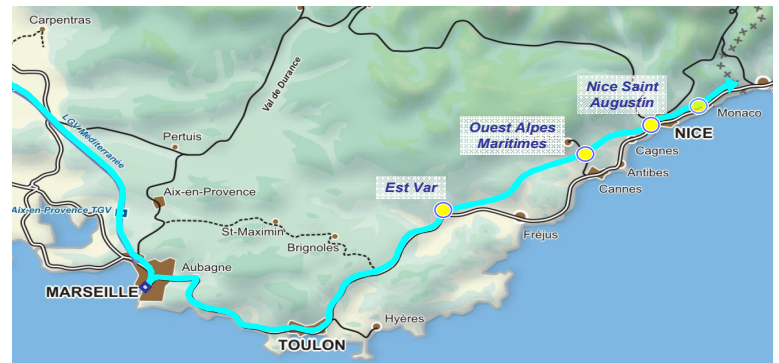 Carpentras
Val de Durance
Nice Saint
Augustin
Monaco
Ouest Alpes
Maritimes
NICE
LGV Méditerranée
Pertuis
Cagnes
Antibes
Cannes
Est Var
Aix-en-Provence
Aix-en-Provence TGV
St-Maximin
Brignoles
Fréjus
Aubagne
MARSEILLE
Hyères
TOULON